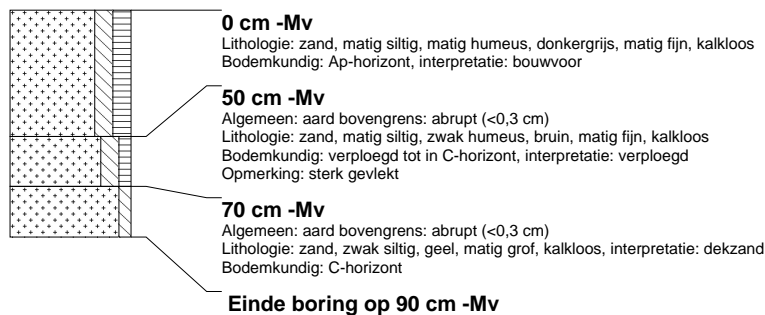 0 cm -Mv
Lithologie: zand, matig siltig, matig humeus, donkergrijs, matig fijn, kalkloos
Bodemkundig: Ap-horizont, interpretatie: bouwvoor
50 cm -Mv
Algemeen: aard bovengrens: abrupt (<0,3 cm)
Lithologie: zand, matig siltig, zwak humeus, bruin, matig fijn, kalkloos
Bodemkundig: verploegd tot in C-horizont, interpretatie: verploegd
Opmerking: sterk gevlekt
70 cm -Mv
Algemeen: aard bovengrens: abrupt (<0,3 cm)
Lithologie: zand, zwak siltig, geel, matig grof, kalkloos, interpretatie: dekzand
Bodemkundig: C-horizont
Einde boring op 90 cm -Mv